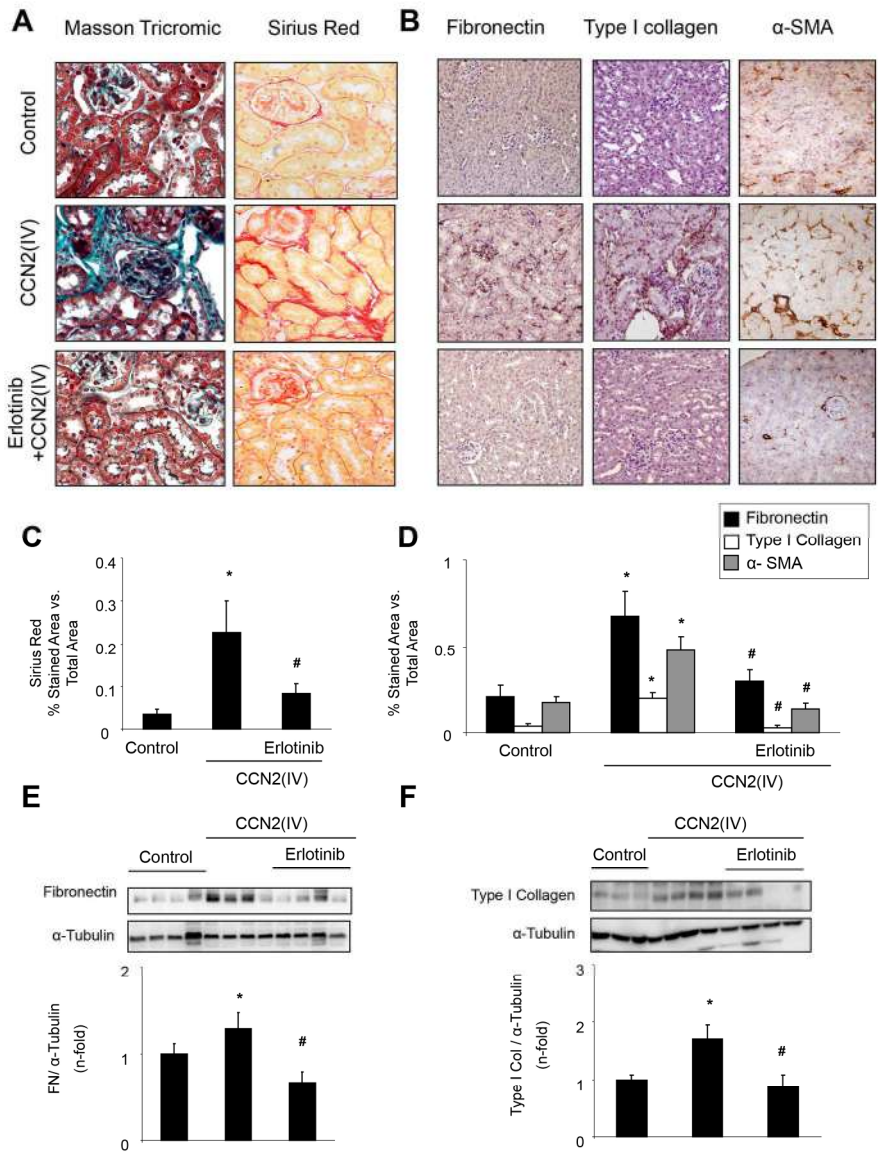 A
Masson Tricromic
Sirius Red
Control
CCN2(IV)
Erlotinib
+CCN2(IV)
B
Fibronectin
Type I collagen
α-SMA
C
Sirius Red
% Stained Area vs.
Total Area
0.4
0.3
0.2
0.1
0
*
#
Control
Erlotinib
CCN2(IV)
D
Fibronectin
Type I Collagen
α- SMA
% Stained Area vs.
Total Area
1
0.5
0
*
*
*
#
#
#
Control
Erlotinib
CCN2(IV)
E
CCN2(IV)
Control
Erlotinib
Fibronectin
α-Tubulin
FN/ α-Tubulin
(n-fold)
2
1
0
*
#
F
CCN2(IV)
Control
Erlotinib
Type I Collagen
α-Tubulin
Type I Col / α-Tubulin
(n-fold)
3
2
1
0
*
#